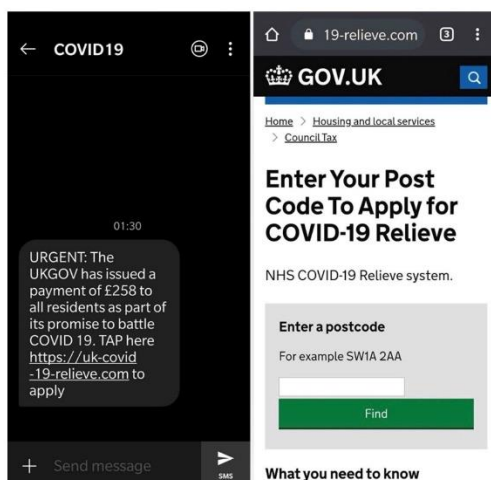 COVID19
01:30
URGENT: The
UKGOV has issued a
payment of £258 to
all residents as part of
its promise to battle
COVID 19. TAP here
https://uk-covid
-19-relieve.com to
apply
Send message
SMS
19-relieve.com 3
GOV.UK
Home > Housing and local services
> Council Tax
Enter Your Post
Code To Apply for
COVID-19 Relieve
NHS COVID-19 Relieve system.
Enter a postcode
For example SW1A 2AA
Find
What you need to know